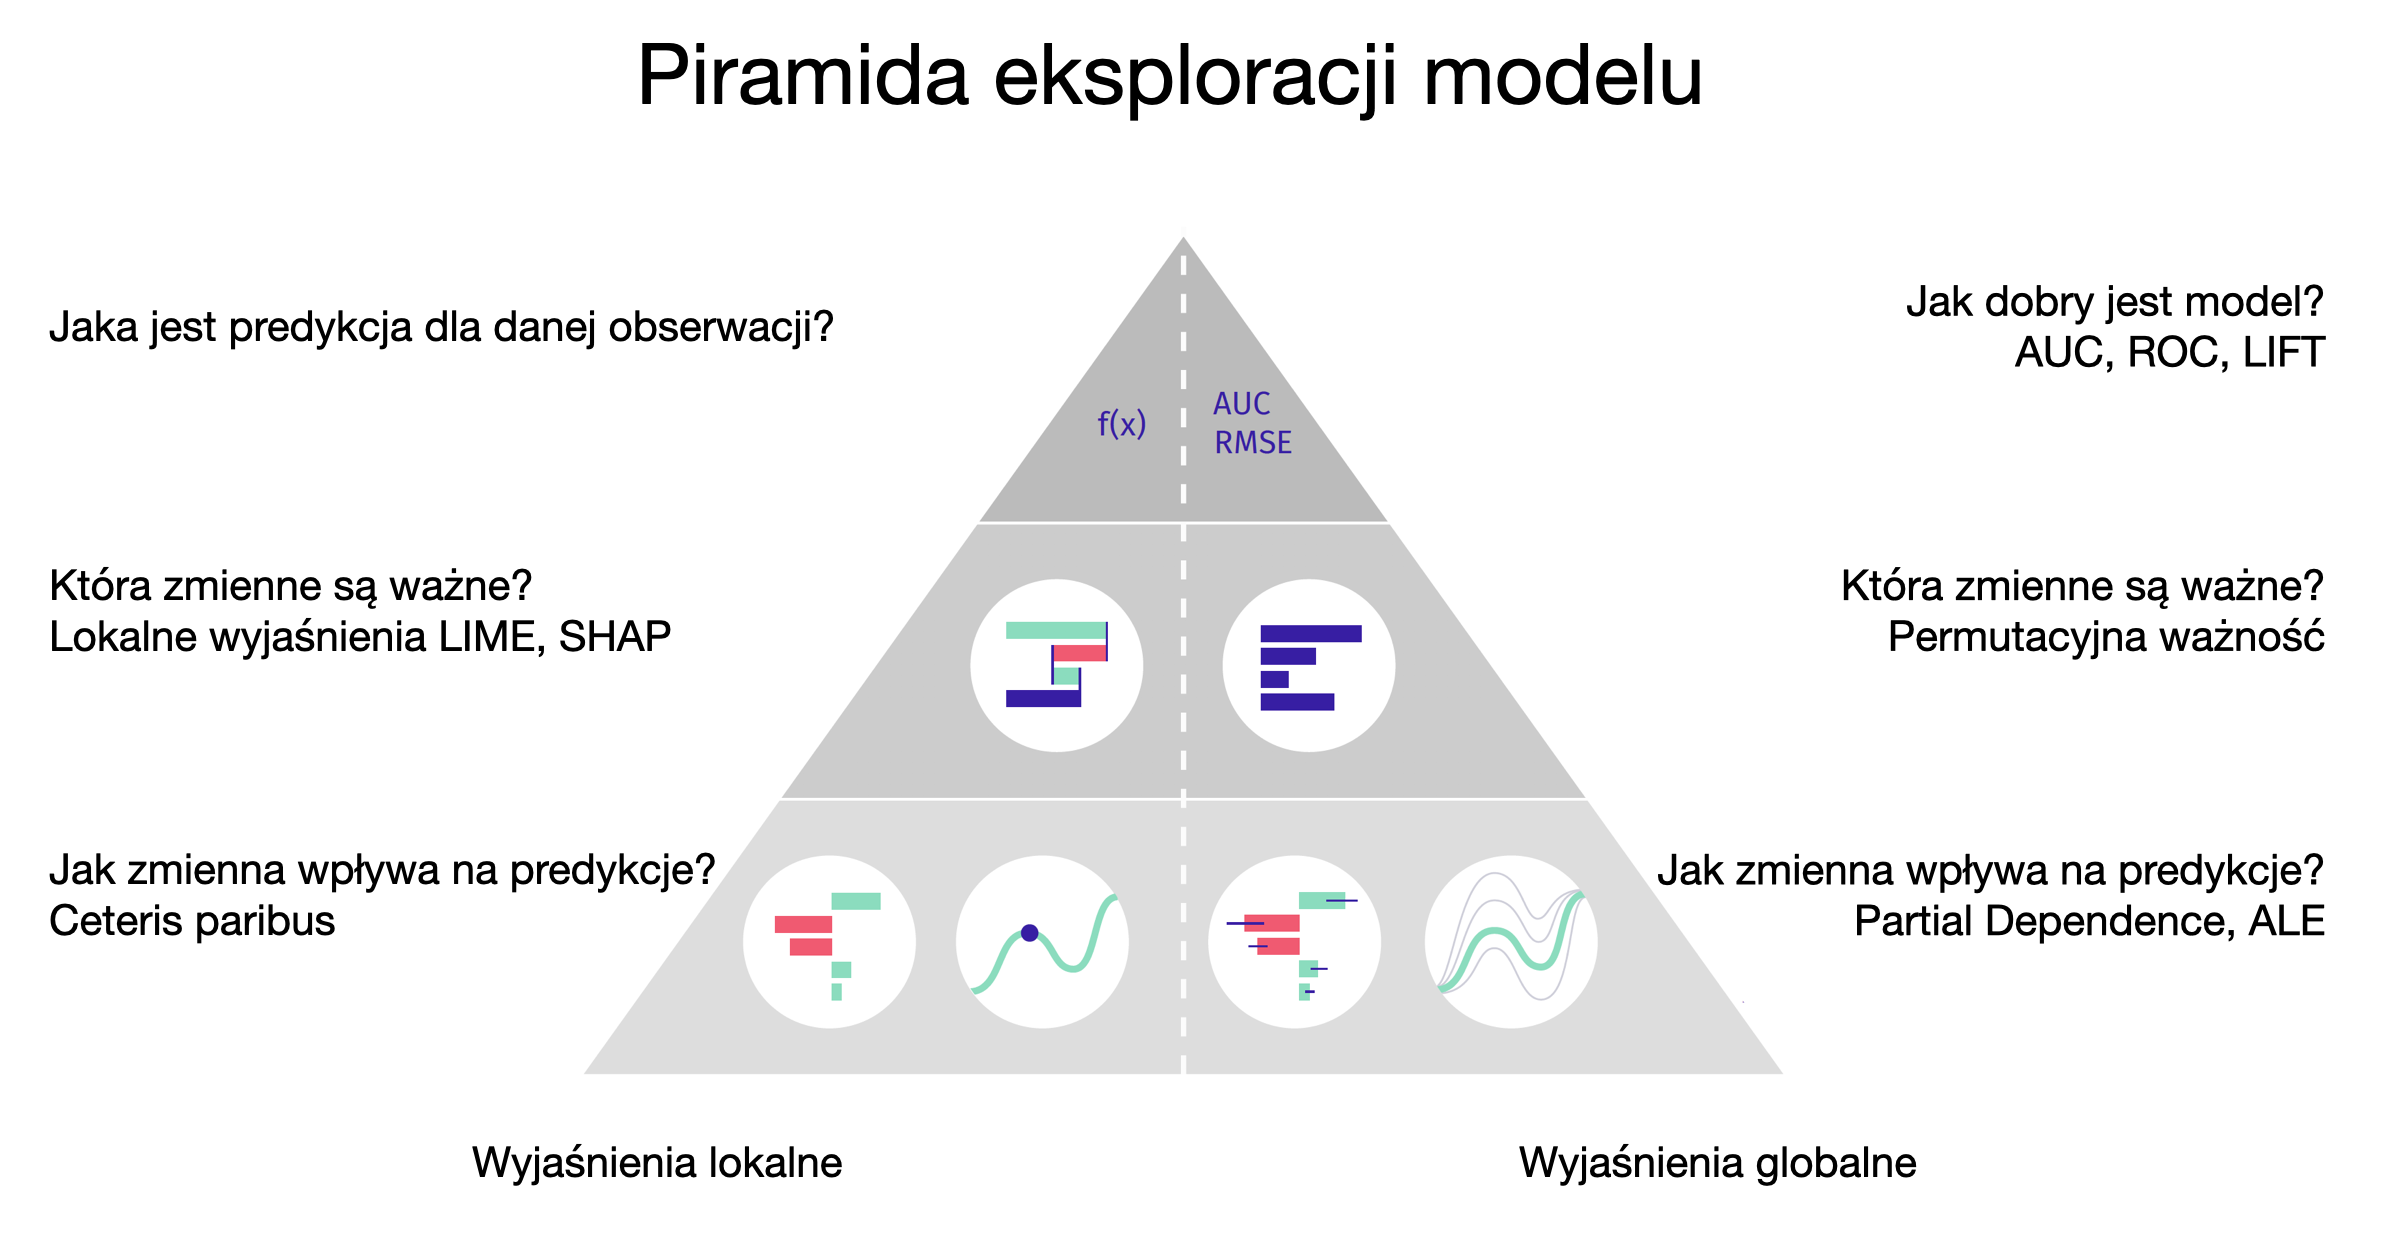 Piramida eksploracji modelu
Jaka jest predykcja dla danej obserwacji?
Jak dobry jest model?
AUC, ROC, LIFT
f(x)
AUC
RMSE
Która zmienne są ważne?
Lokalne wyjaśnienia LIME, SHAP
Która zmienne są ważne?
Permutacyjna ważność
Jak zmienna wpływa na predykcje?
Ceteris paribus
Jak zmienna wpływa na predykcje?
Partial Dependence, ALE
Wyjaśnienia lokalne
Wyjaśnienia globalne